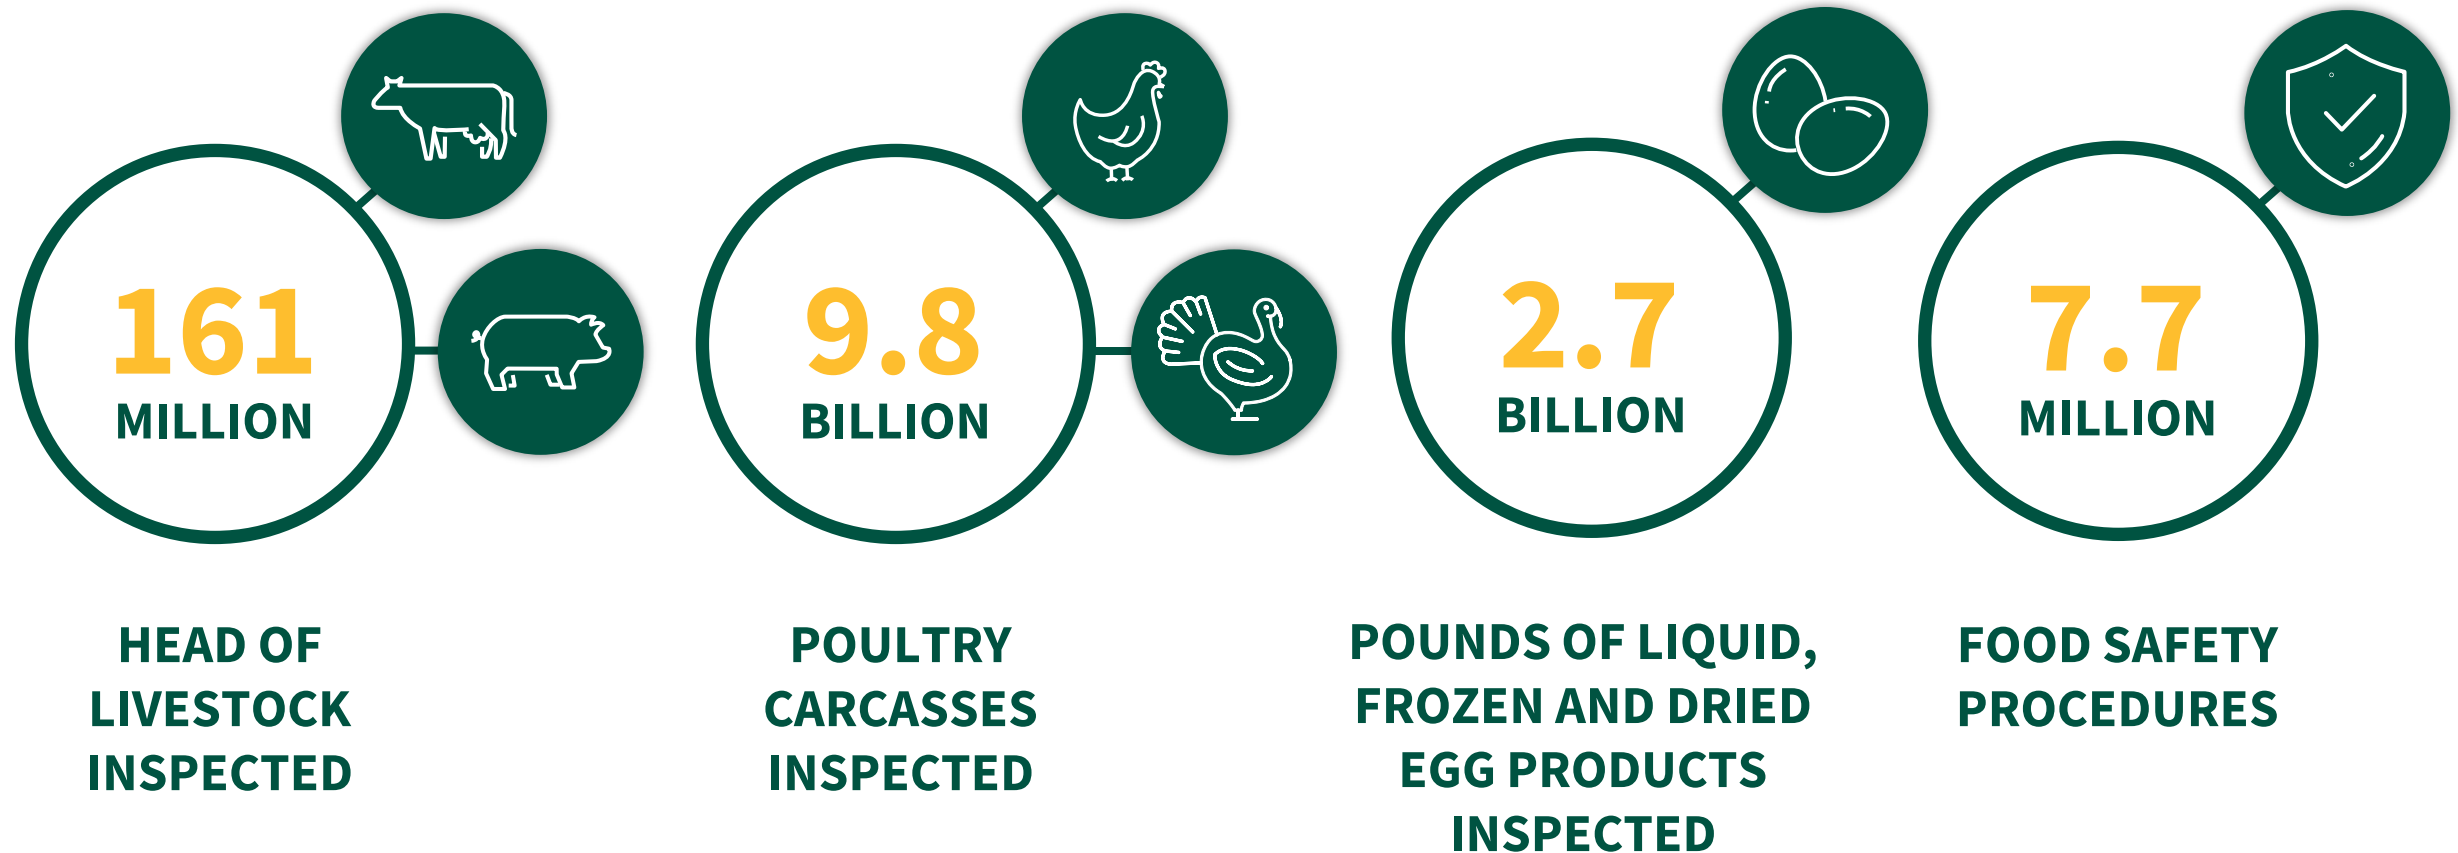 161
MILLION
HEAD OF
LIVESTOCK
INSPECTED
9.8
BILLION
POULTRY
CARCASSES
INSPECTED
2.7
BILLION
POUNDS OF LIQUID,
FROZEN AND DRIED
EGG PRODUCTS
INSPECTED
7.7
MILLION
FOOD SAFETY
PROCEDURES